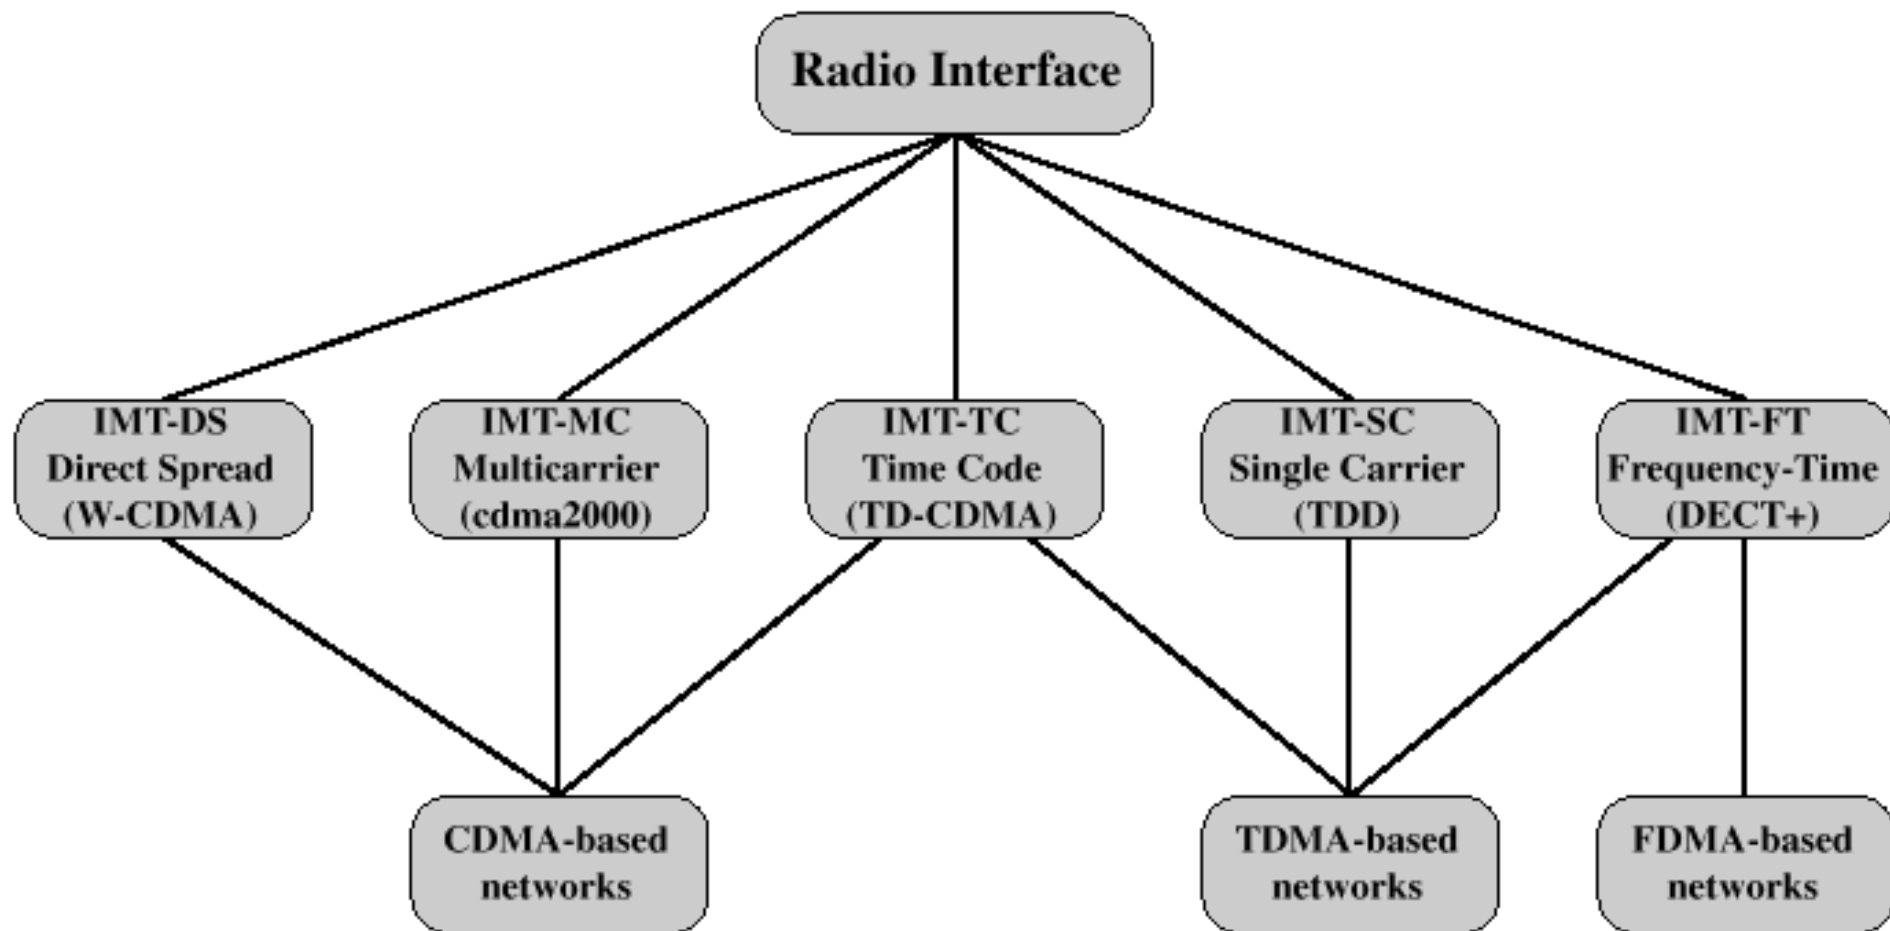 Radio Interface
IMT-DS
Direct Spread
(W-CDMA)
IMT-MC
Multicarrier
(cdma2000)
IMT-TC
Time Code
(TD-CDMA)
IMT-SC
Single Carrier
(TDD)
IMT-FT
Frequency-Time
(DECT+)
CDMA-based
networks
TDMA-based
networks
FDMA-based
networks